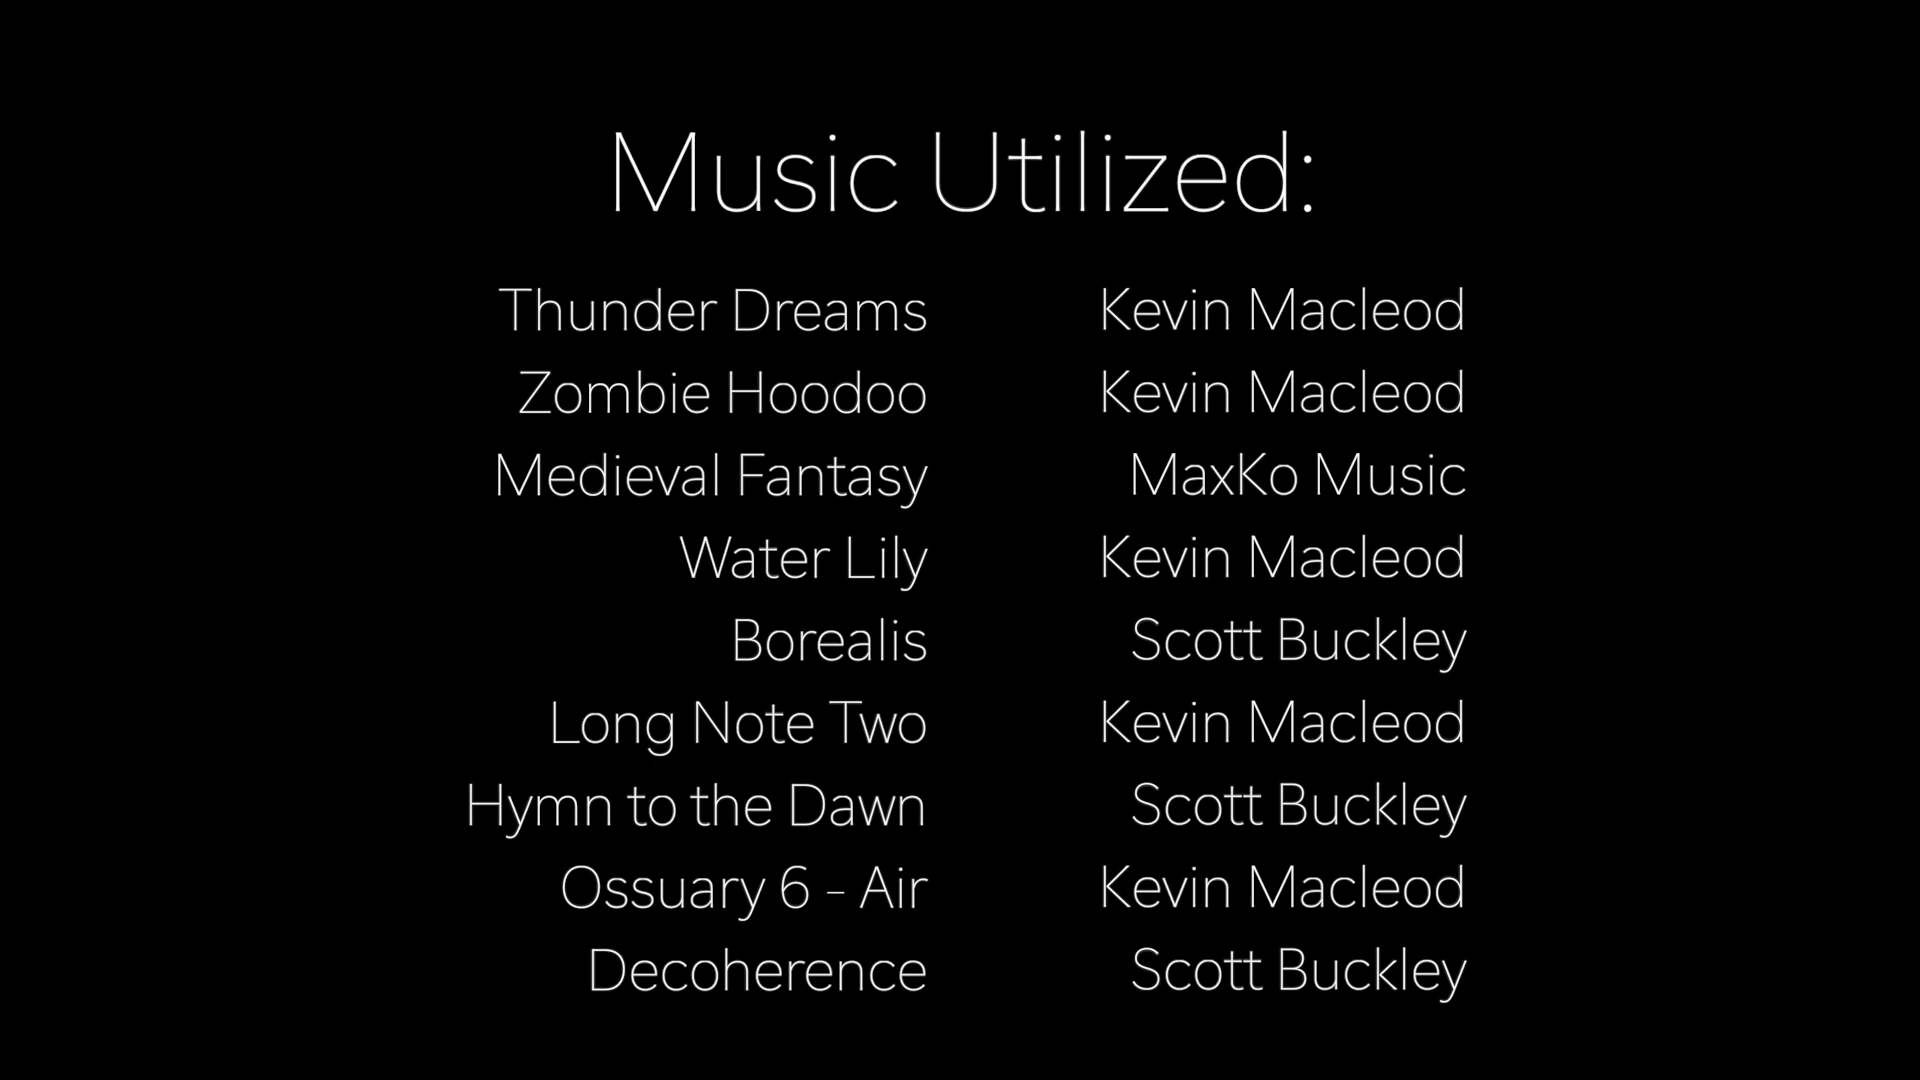 Music Utilized:
Thunder Dreams Kevin Macleod
Zombie Hoodoo Kevin Macleod
Medieval Fantasy MaxKo Music
Water Lily Kevin Macleod
Borealis Scott Buckley
Long Note Two Kevin Macleod
Hymn to the Dawn Scott Buckley
Ossuary 6 - Air Kevin Macleod
Decoherence Scott Buckley